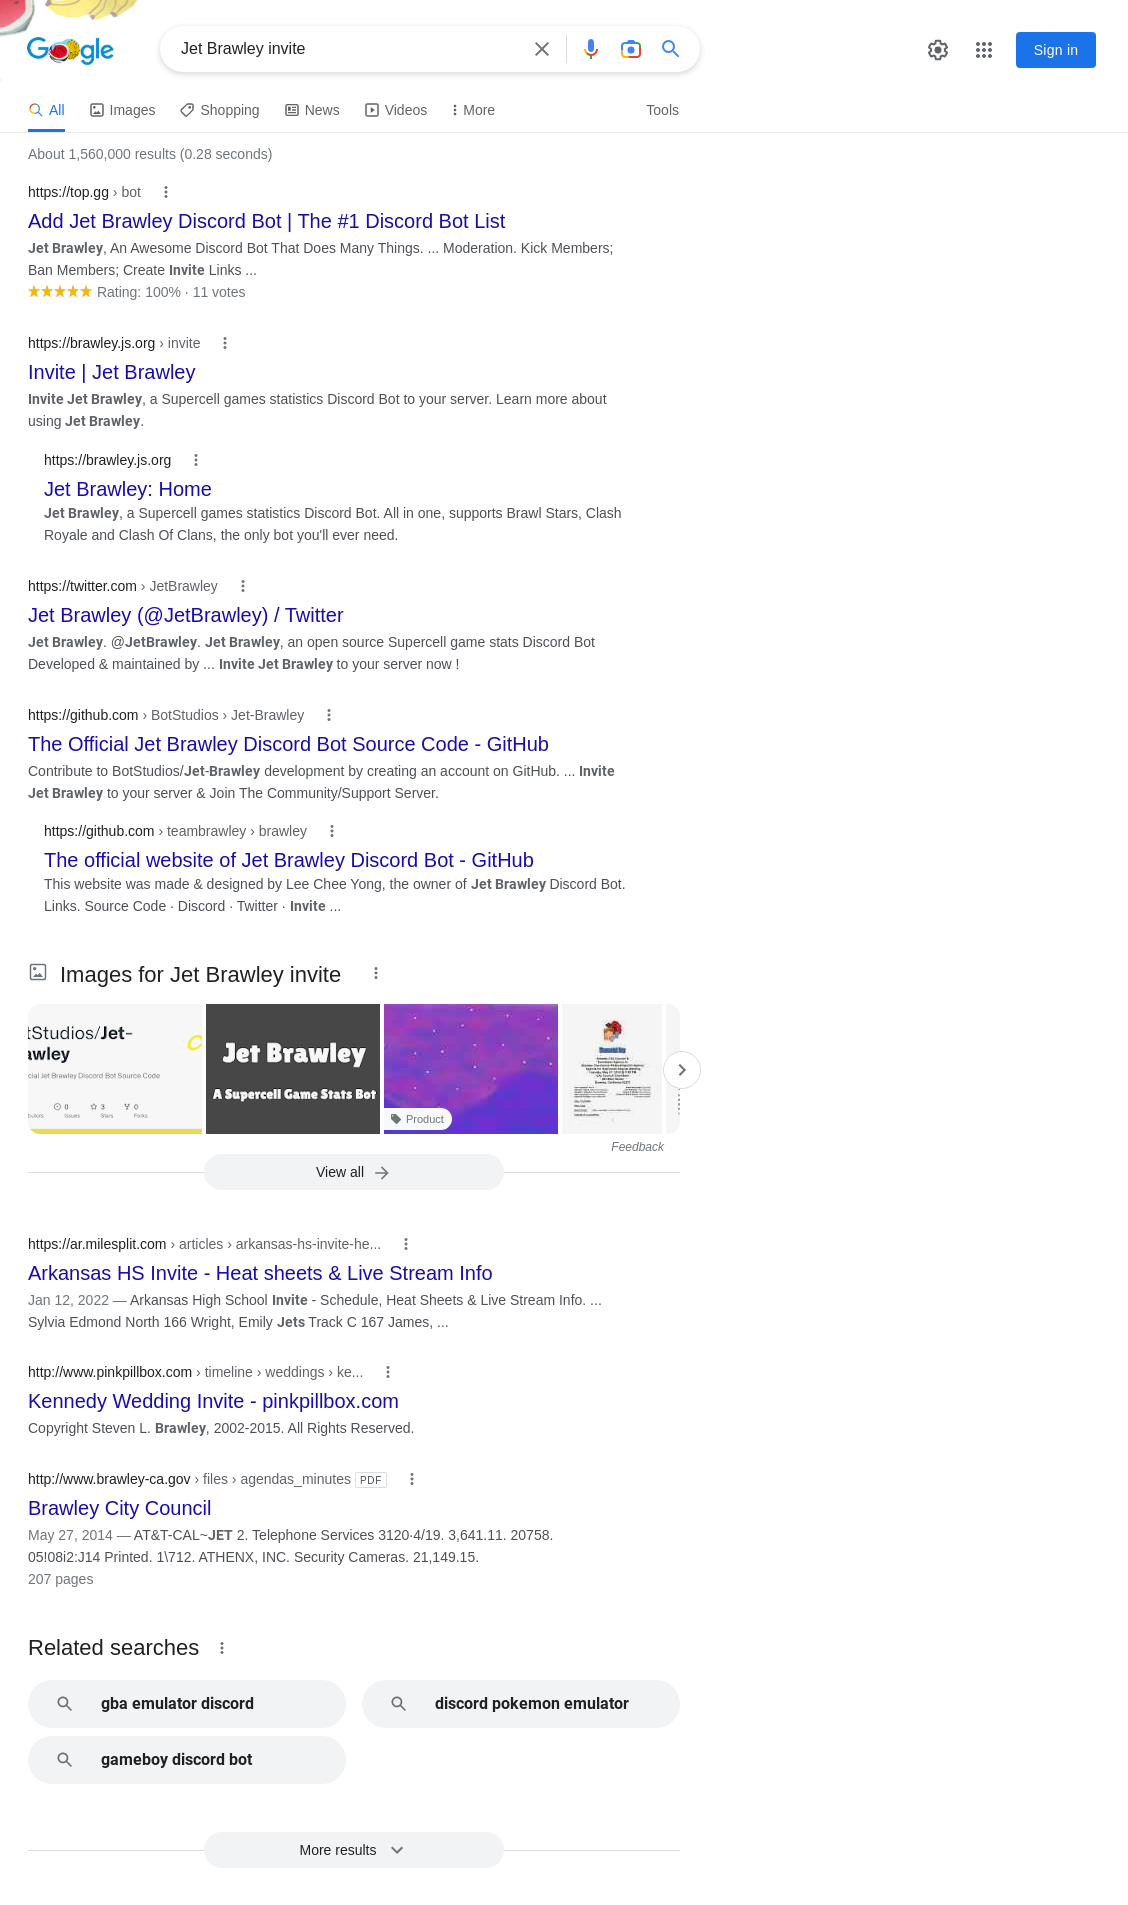 Google
Jet Brawley invite
Sign in
All
Images
Shopping
News
Videos
More
Tools
About 1,560,000 results (0.28 seconds)
https://top.gg › bot
Add Jet Brawley Discord Bot | The #1 Discord Bot List
Jet Brawley, An Awesome Discord Bot That Does Many Things. ... Moderation. Kick Members;
Ban Members; Create Invite Links ...
Rating: 100% · 11 votes
https://brawley.js.org › invite
Invite | Jet Brawley
Invite Jet Brawley, a Supercell games statistics Discord Bot to your server. Learn more about
using Jet Brawley.
https://brawley.js.org
Jet Brawley: Home
Jet Brawley, a Supercell games statistics Discord Bot. All in one, supports Brawl Stars, Clash
Royale and Clash Of Clans, the only bot you'll ever need.
https://twitter.com › JetBrawley
Jet Brawley (@JetBrawley) / Twitter
Jet Brawley. @JetBrawley. Jet Brawley, an open source Supercell game stats Discord Bot
Developed & maintained by ... Invite Jet Brawley to your server now !
https://github.com › BotStudios › Jet-Brawley
The Official Jet Brawley Discord Bot Source Code - GitHub
Contribute to BotStudios/Jet-Brawley development by creating an account on GitHub. ... Invite
Jet Brawley to your server & Join The Community/Support Server.
https://github.com › teambrawley › brawley
The official website of Jet Brawley Discord Bot - GitHub
This website was made & designed by Lee Chee Yong, the owner of Jet Brawley Discord Bot.
Links. Source Code · Discord · Twitter · Invite ...
Images for Jet Brawley invite
tStudios/Jet-
awley
cial Jet Brawley Discord Bot Source Code
0 3 0
butors Issues Stars Forks
Jet Brawley
A Supercell Game Stats Bot
Product
Feedback
View all
https://ar.milesplit.com › articles › arkansas-hs-invite-he...
Arkansas HS Invite - Heat sheets & Live Stream Info
Jan 12, 2022 — Arkansas High School Invite - Schedule, Heat Sheets & Live Stream Info. ...
Sylvia Edmond North 166 Wright, Emily Jets Track C 167 James, ...
http://www.pinkpillbox.com › timeline › weddings › ke...
Kennedy Wedding Invite - pinkpillbox.com
Copyright Steven L. Brawley, 2002-2015. All Rights Reserved.
http://www.brawley-ca.gov › files › agendas_minutes PDF
Brawley City Council
May 27, 2014 — AT&T-CAL~JET 2. Telephone Services 3120·4/19. 3,641.11. 20758.
05!08i2:J14 Printed. 1\712. ATHENX, INC. Security Cameras. 21,149.15.
207 pages
Related searches
gba emulator discord
discord pokemon emulator
gameboy discord bot
More results